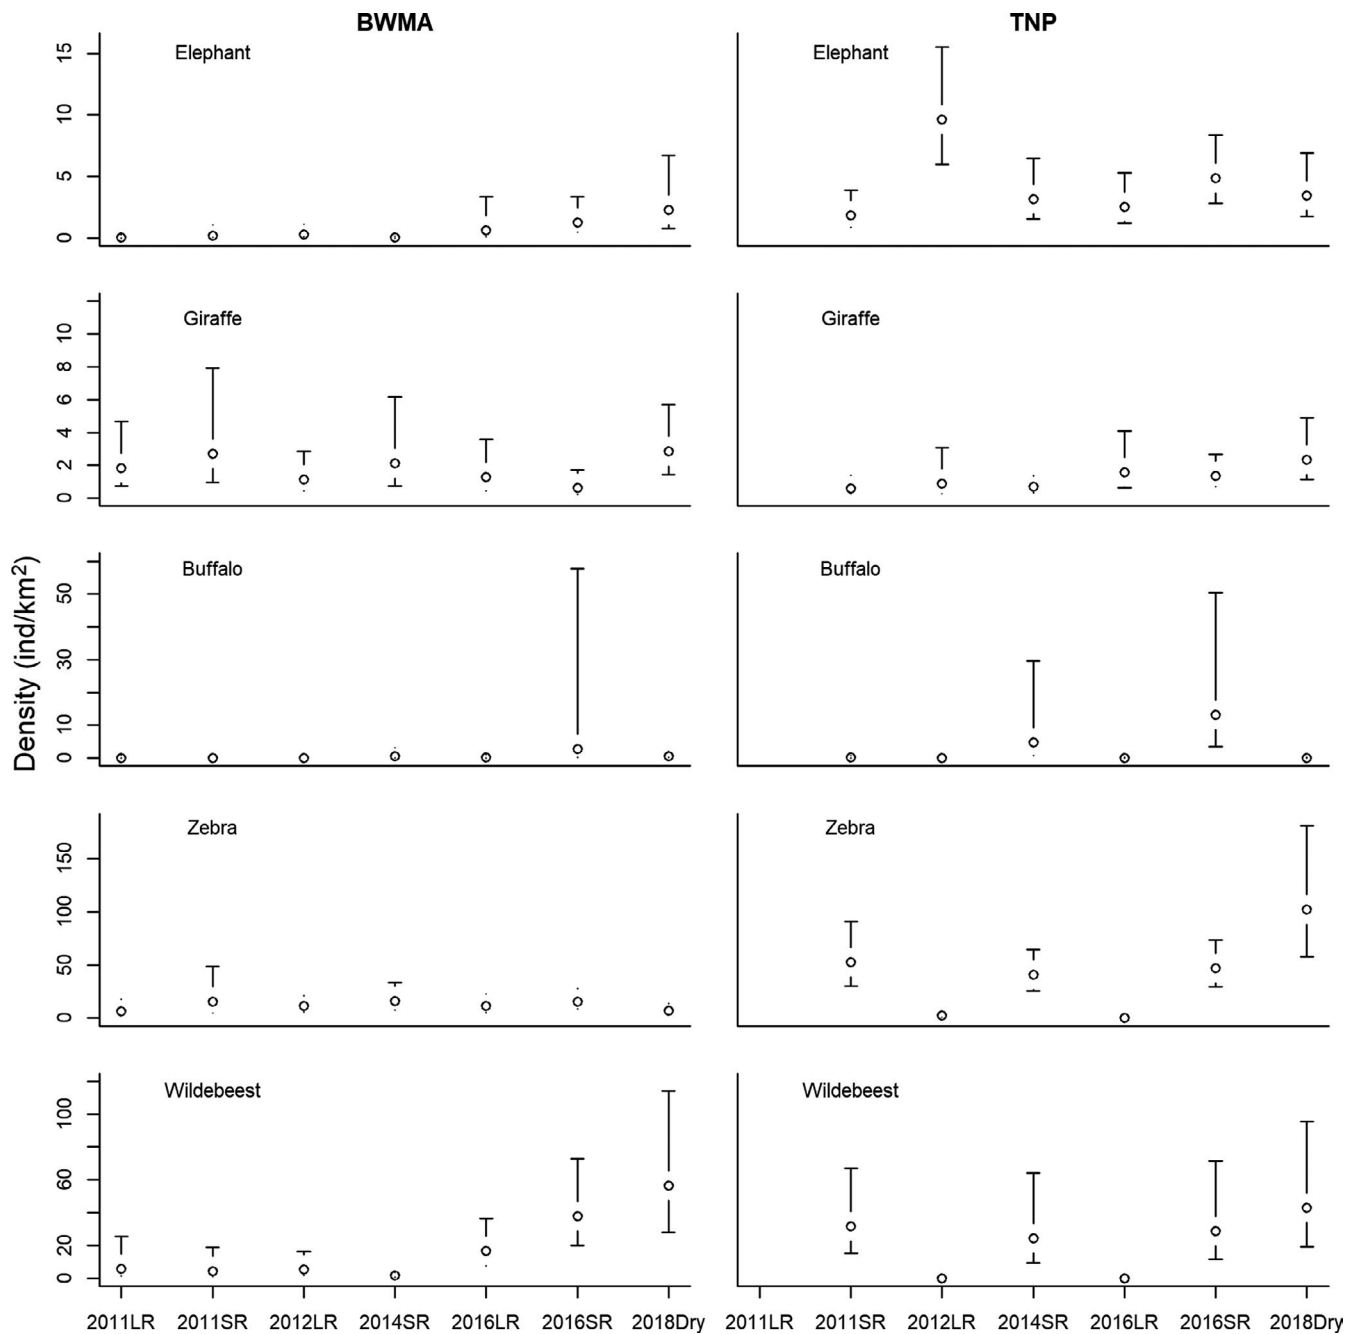 BWMA TNP
Elephant Elephant
15
10
5
0
Giraffe Giraffe
10
8
6
4
2
0
Density (ind/km²)
Buffalo Buffalo
50
30
10
0
Zebra Zebra
150
100
50
0
Wildebeest Wildebeest
100
60
20
0
2011LR 2011SR 2012LR 2014SR 2016LR 2016SR 2018Dry 2011LR 2011SR 2012LR 2014SR 2016LR 2016SR 2018Dry